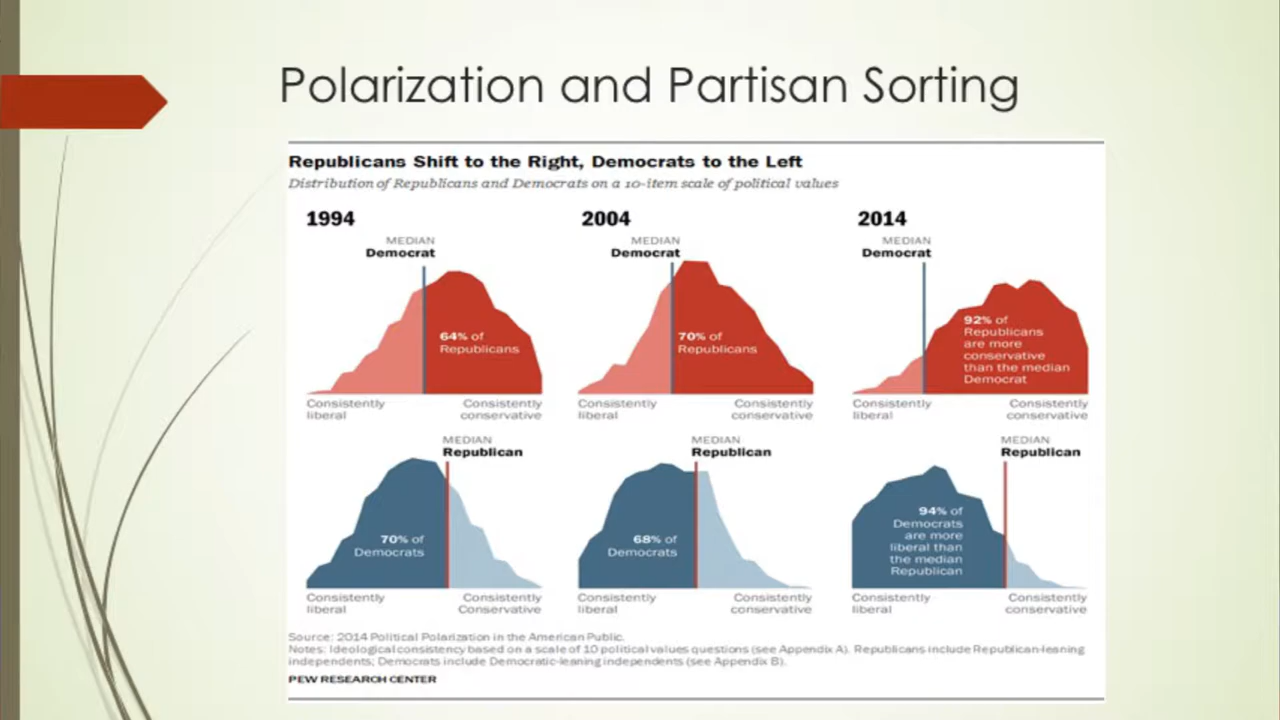 Polarization and Partisan Sorting
Republicans Shift to the Right, Democrats to the Left
Distribution of Republicans and Democrats on a 10-item scale of political values
1994
MEDIAN
Democrat
64% of
Republicans
Consistently
liberal
Consistently
conservative
2004
MEDIAN
Democrat
70% of
Republicans
Consistently
liberal
Consistently
conservative
2014
MEDIAN
Democrat
92% of
Republicans
are more
conservative
than the median
Democrat
Consistently
liberal
Consistently
conservative
MEDIAN
Republican
70% of
Democrats
Consistently
liberal
Consistently
Conservative
MEDIAN
Republican
68% of
Democrats
Consistently
liberal
Consistently
conservative
MEDIAN
Republican
94% of
Democrats
are more
liberal than
the median
Republican
Consistently
liberal
Consistently
conservative
Source: 2014 Political Polarization in the American Public.
Notes: Ideological consistency based on a scale of 10 political values questions (see Appendix A). Republicans include Republican-leaning
independents; Democrats include Democratic-leaning independents (see Appendix B).
PEW RESEARCH CENTER